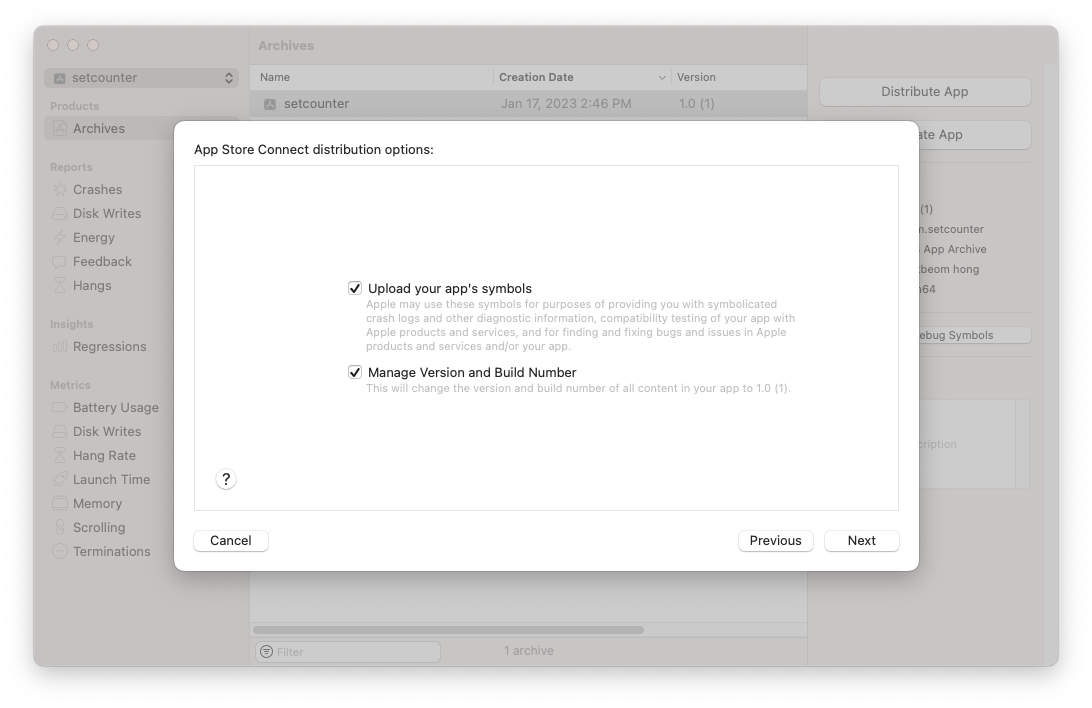 setcounter
Products
Archives
Reports
Crashes
Disk Writes
Energy
Feedback
Hangs
Insights
Regressions
Metrics
Battery Usage
Disk Writes
Hang Rate
Launch Time
Memory
Scrolling
Terminations
Archives
Name Creation Date Version
setcounter Jan 17, 2023 2:46 PM 1.0 (1)
App Store Connect distribution options:
Upload your app's symbols
Apple may use these symbols for purposes of providing you with symbolicated
crash logs and other diagnostic information, compatibility testing of your app with
Apple products and services, and for finding and fixing bugs and issues in Apple
products and services and/or your app.
Manage Version and Build Number
This will change the version and build number of all content in your app to 1.0 (1).
?
Cancel Previous Next
Filter 1 archive
Distribute App
App
(1)
App Archive
hong
Symbols